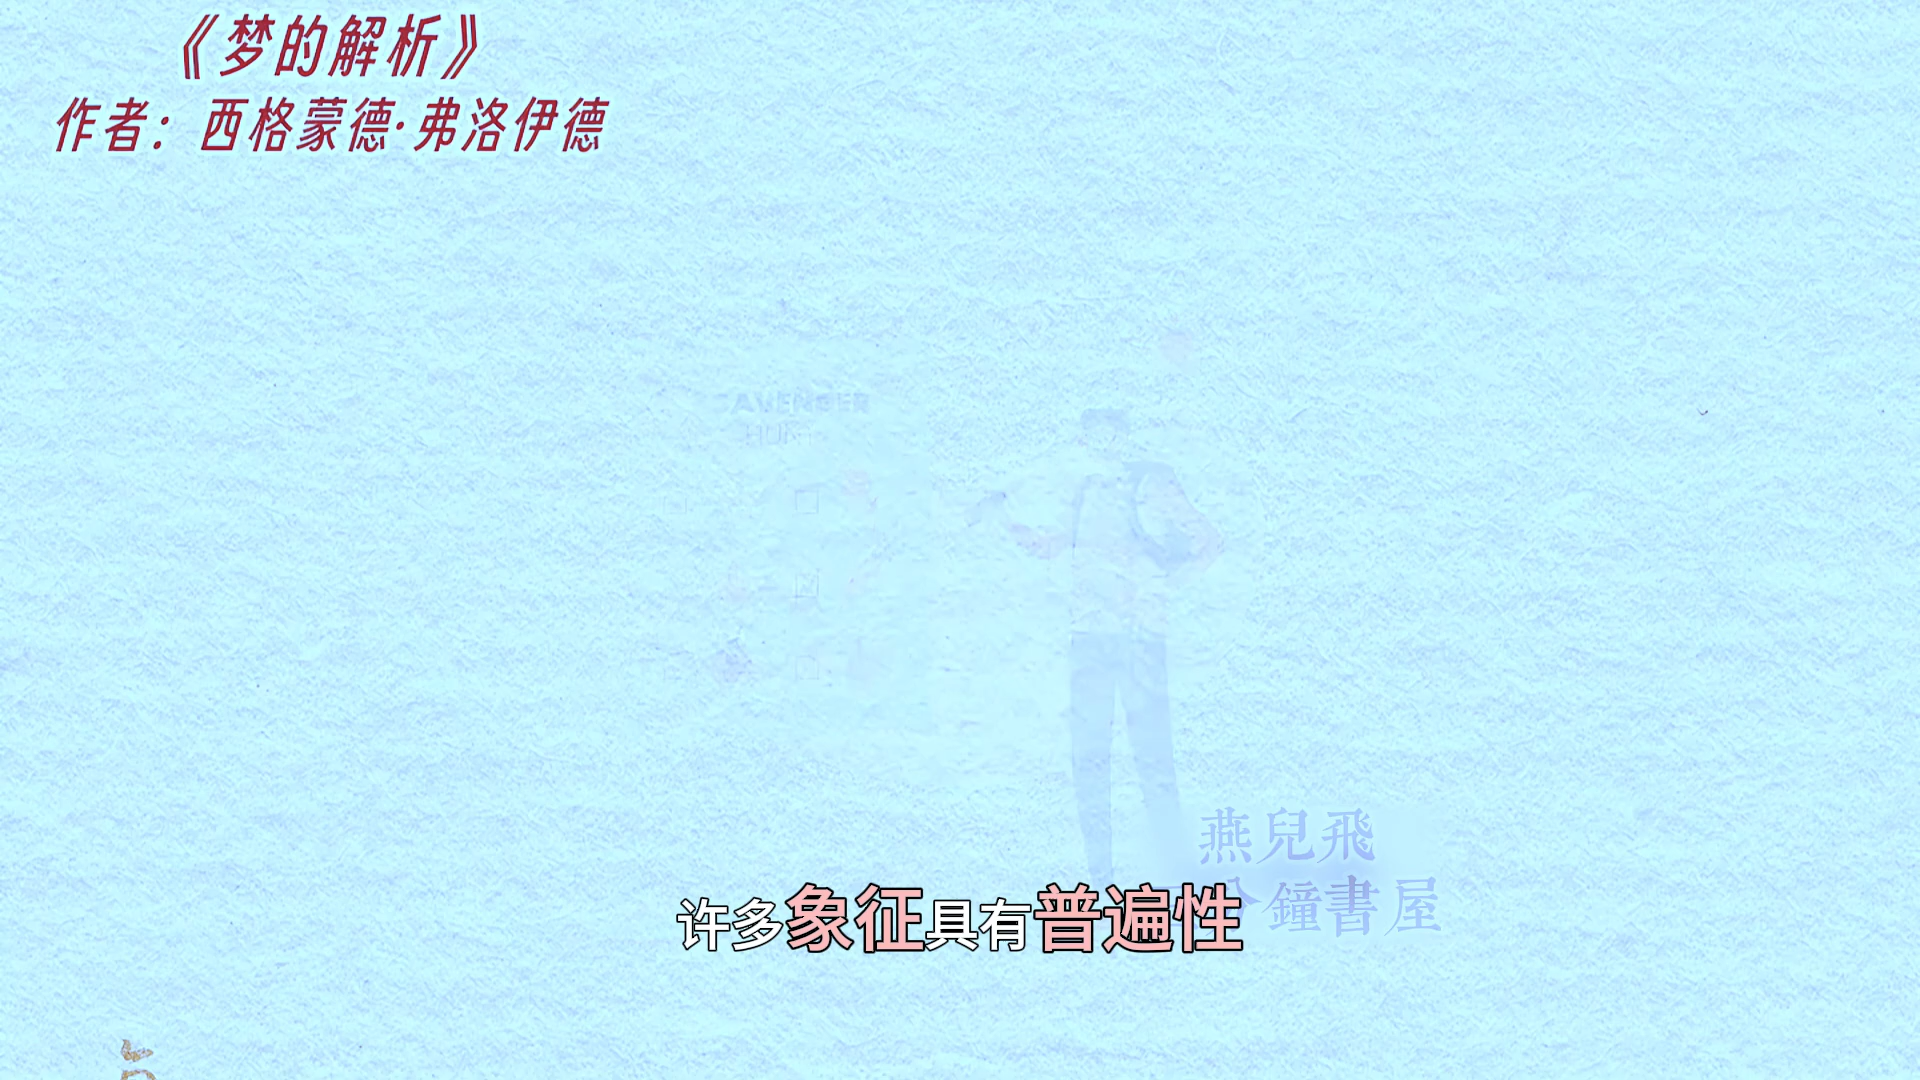 《梦的解析》
作者：西格蒙德·弗洛伊德
燕兒飛
鐘書屋
许多象征具有普遍性